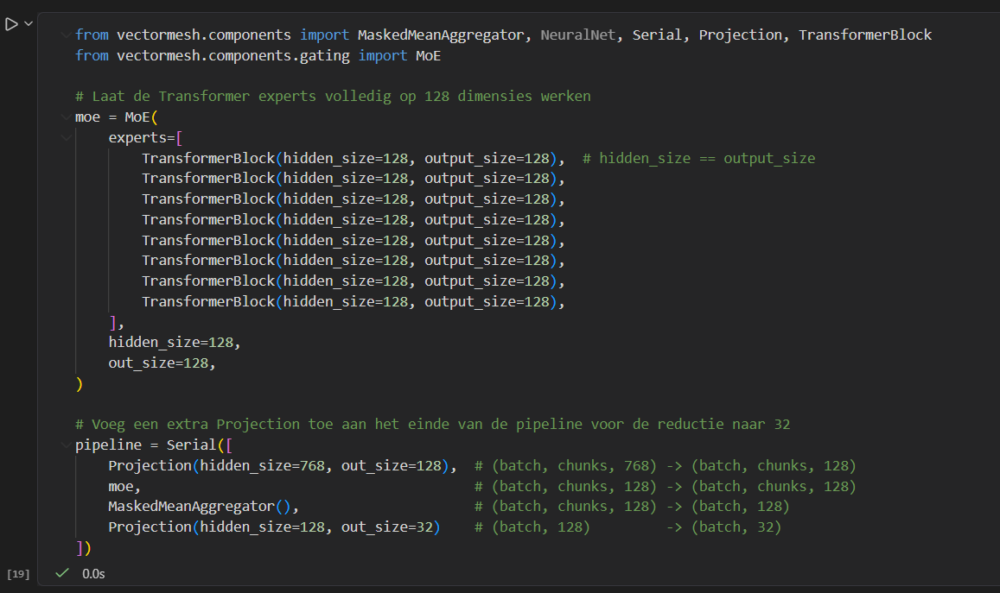 from vectormesh.components import MaskedMeanAggregator, NeuralNet, Serial, Projection, TransformerBlock
from vectormesh.components.gating import MoE
# Laat de Transformer experts volledig op 128 dimensies werken
moe = MoE(
    experts=[
        TransformerBlock(hidden_size=128, output_size=128),  # hidden_size == output_size
        TransformerBlock(hidden_size=128, output_size=128),
        TransformerBlock(hidden_size=128, output_size=128),
        TransformerBlock(hidden_size=128, output_size=128),
        TransformerBlock(hidden_size=128, output_size=128),
        TransformerBlock(hidden_size=128, output_size=128),
        TransformerBlock(hidden_size=128, output_size=128),
        TransformerBlock(hidden_size=128, output_size=128),
    ],
    hidden_size=128,
    out_size=128,
)
# Voeg een extra Projection toe aan het einde van de pipeline voor de reductie naar 32
pipeline = Serial([
    Projection(hidden_size=768, out_size=128),  # (batch, chunks, 768) -> (batch, chunks, 128)
    moe,                                        # (batch, chunks, 128) -> (batch, chunks, 128)
    MaskedMeanAggregator(),                     # (batch, chunks, 128) -> (batch, 128)
    Projection(hidden_size=128, out_size=32)    # (batch, 128)         -> (batch, 32)
])
[19] ✓ 0.0s